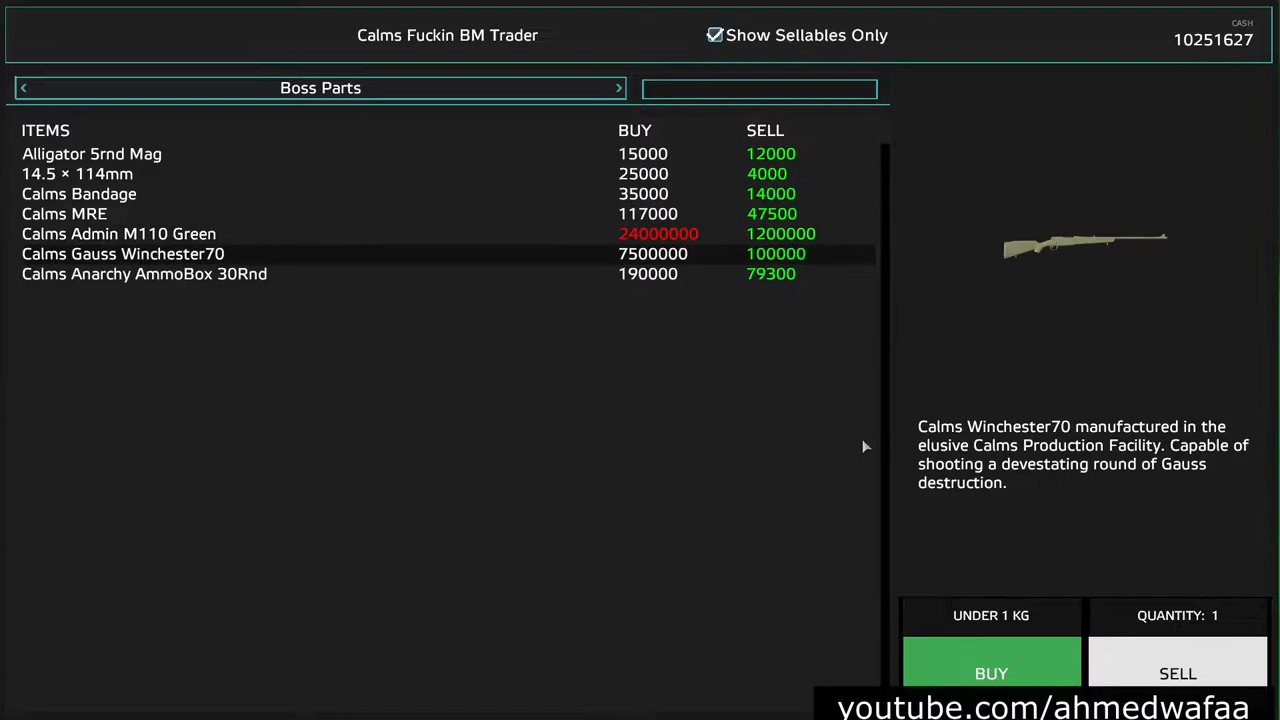 Calms Fuckin BM Trader
Show Sellables Only
CASH
10251627
Boss Parts
ITEMS BUY SELL
Alligator 5rnd Mag 15000 12000
14.5 × 114mm 25000 4000
Calms Bandage 35000 14000
Calms MRE 117000 47500
Calms Admin M110 Green 24000000 1200000
Calms Gauss Winchester70 7500000 100000
Calms Anarchy AmmoBox 30Rnd 190000 79300
Calms Winchester70 manufactured in the
elusive Calms Production Facility. Capable of
shooting a devestating round of Gauss
destruction.
UNDER 1 KG
QUANTITY: 1
BUY
SELL
youtube.com/ahmedwafaa